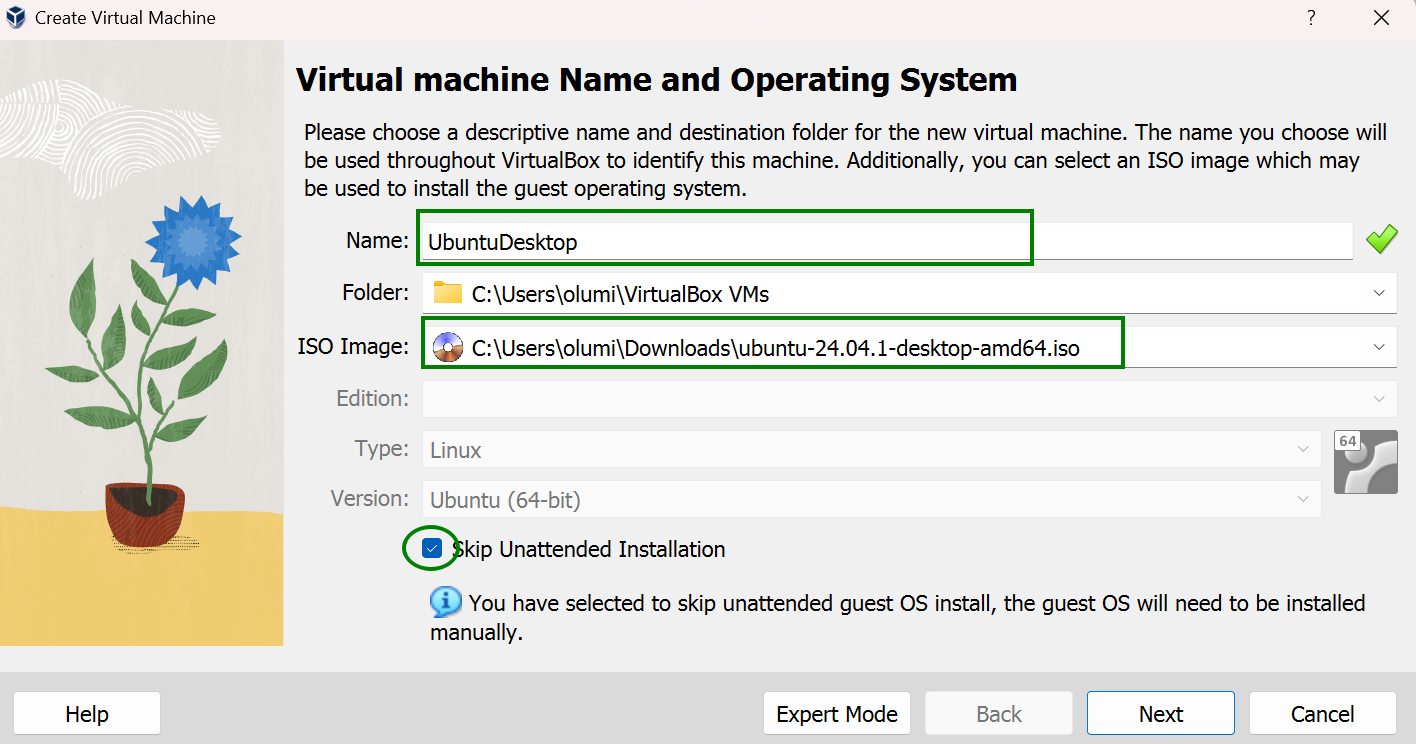 Create Virtual Machine
?
Virtual machine Name and Operating System
Please choose a descriptive name and destination folder for the new virtual machine. The name you choose will
be used throughout VirtualBox to identify this machine. Additionally, you can select an ISO image which may
be used to install the guest operating system.
Name: UbuntuDesktop
Folder: C:\Users\olumi\VirtualBox VMs
ISO Image: C:\Users\olumi\Downloads\ubuntu-24.04.1-desktop-amd64.iso
Edition:
Type: Linux
64
Version: Ubuntu (64-bit)
Skip Unattended Installation
You have selected to skip unattended guest OS install, the guest OS will need to be installed
manually.
Help Expert Mode Back Next Cancel